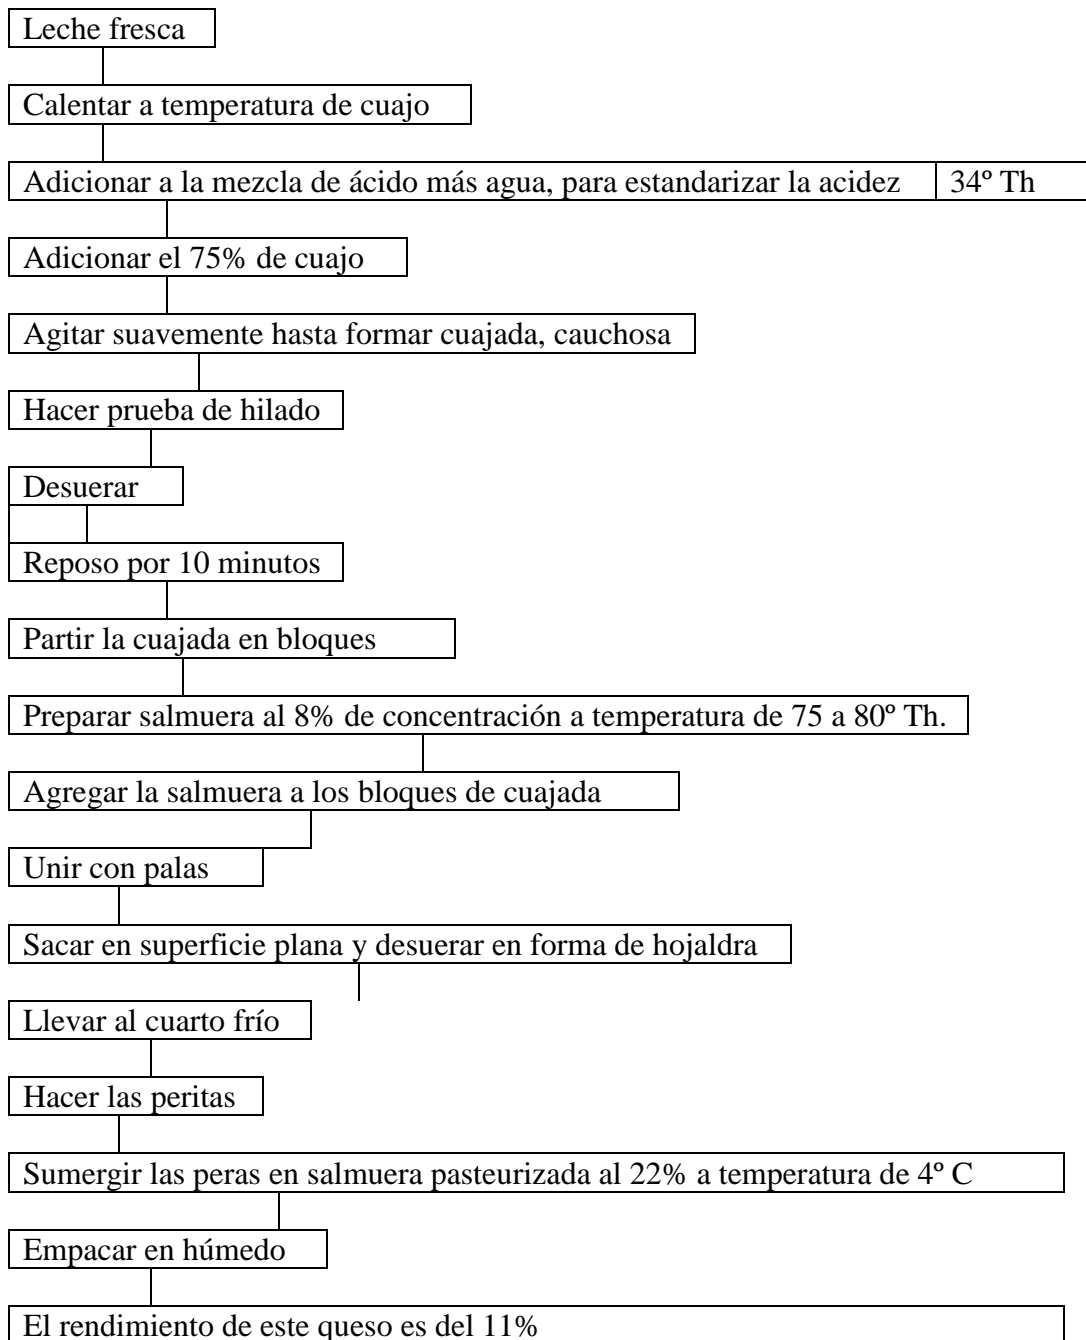 Leche fresca
Calentar a temperatura de cuajo
Adicionar a la mezcla de ácido más agua, para estandarizar la acidez 34º Th
Adicionar el 75% de cuajo
Agitar suavemente hasta formar cuajada, cauchosa
Hacer prueba de hilado
Desuerar
Reposo por 10 minutos
Partir la cuajada en bloques
Preparar salmuera al 8% de concentración a temperatura de 75 a 80º Th.
Agregar la salmuera a los bloques de cuajada
Unir con palas
Sacar en superficie plana y desuerar en forma de hojaldra
Llevar al cuarto frío
Hacer las peritas
Sumergir las peras en salmuera pasteurizada al 22% a temperatura de 4º C
Empacar en húmedo
El rendimiento de este queso es del 11%